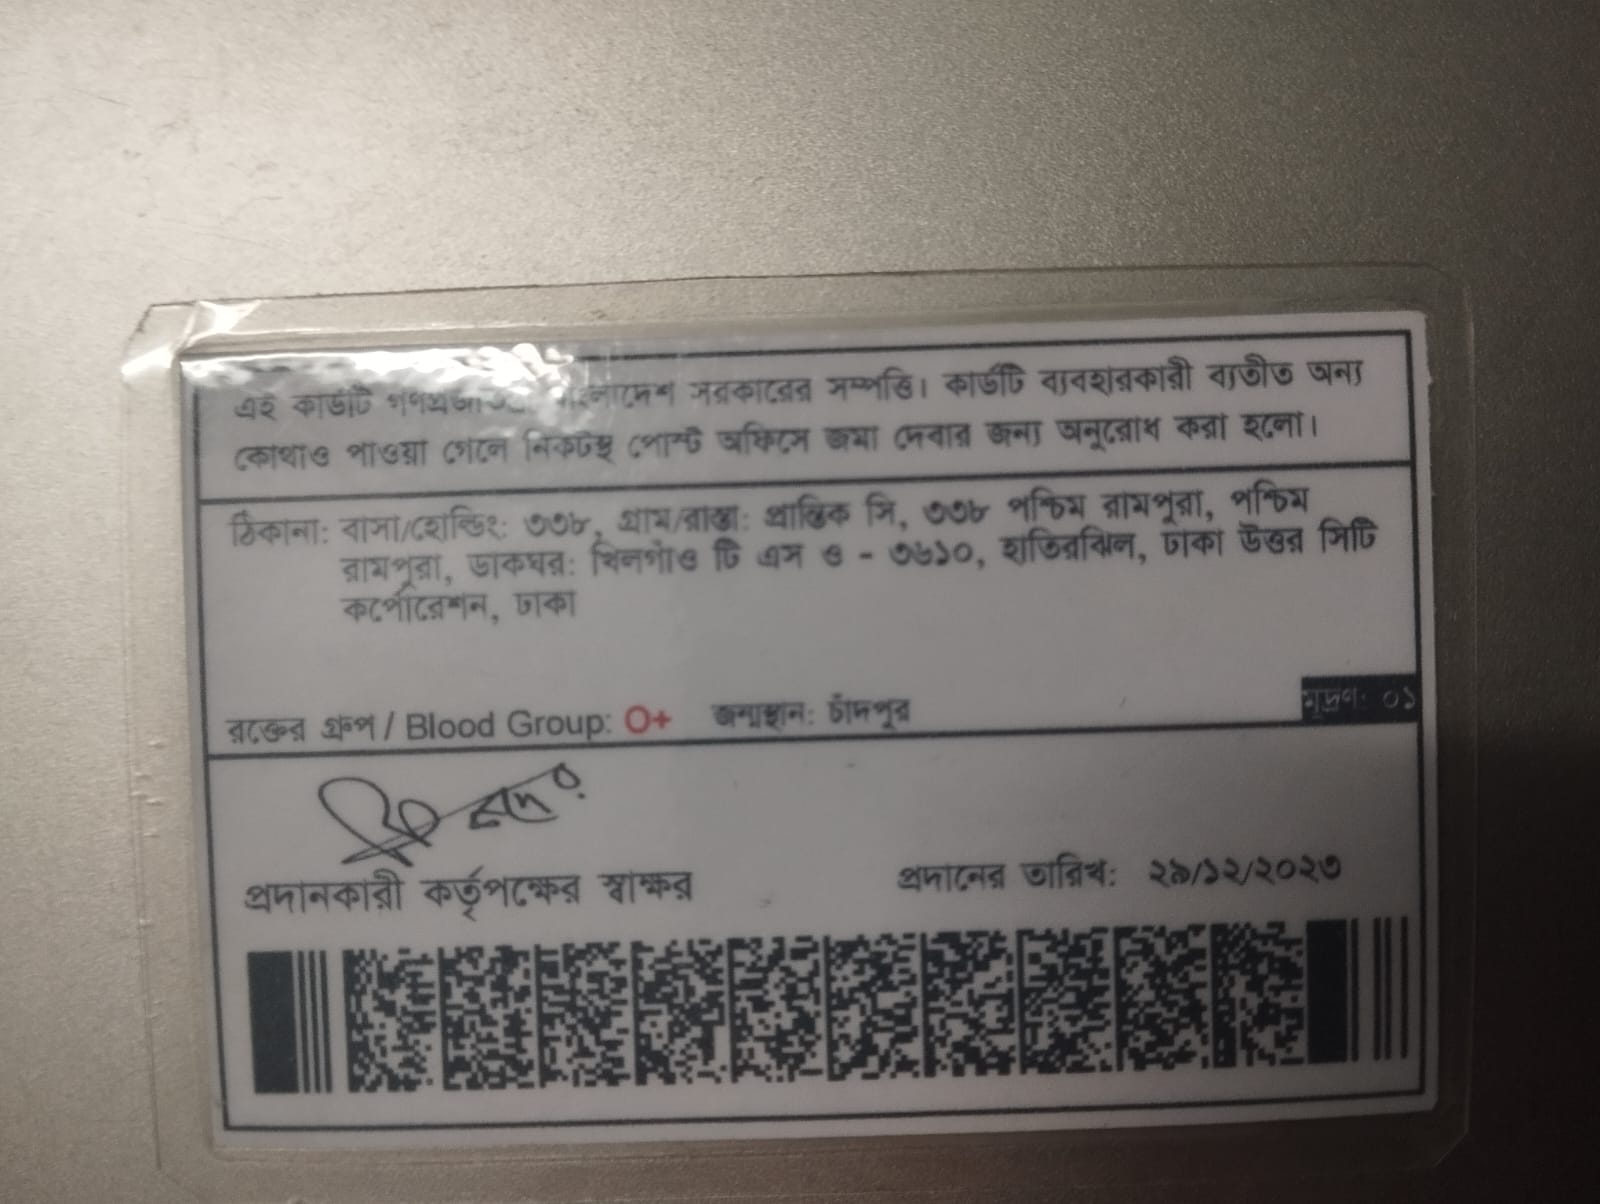 এই কার্ডটি গণপ্রজাতন্ত্রী বাংলাদেশ সরকারের সম্পত্তি। কার্ডটি ব্যবহারকারী ব্যতীত অন্য
কোথাও পাওয়া গেলে নিকটস্থ পোস্ট অফিসে জমা দেবার জন্য অনুরোধ করা হলো।
ঠিকানা: বাসা/হোল্ডিং: ৩৩৮, গ্রাম/রাস্তা: প্রান্তিক সি, ৩৩৮ পশ্চিম রামপুরা, পশ্চিম
রামপুরা, ডাকঘর: খিলগাঁও টি এস ও - ৩৬১০, হাতিরঝিল, ঢাকা উত্তর সিটি
কর্পোরেশন, ঢাকা
রক্তের গ্রুপ / Blood Group: O+ জন্মস্থান: চাঁদপুর মুদ্রণ: ০১
প্রদানকারী কর্তৃপক্ষের স্বাক্ষর প্রদানের তারিখ: ২৯/১২/২০২৩